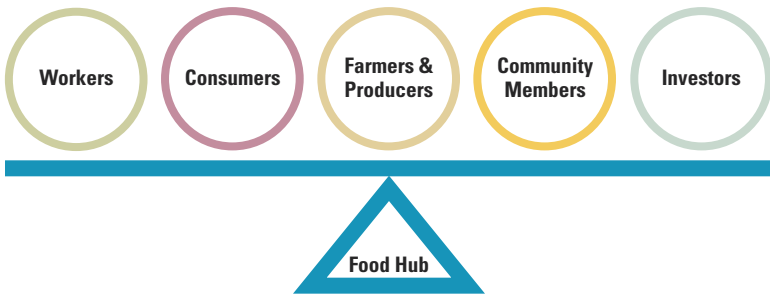 Workers
Consumers
Farmers &
Producers
Community
Members
Investors
Food Hub